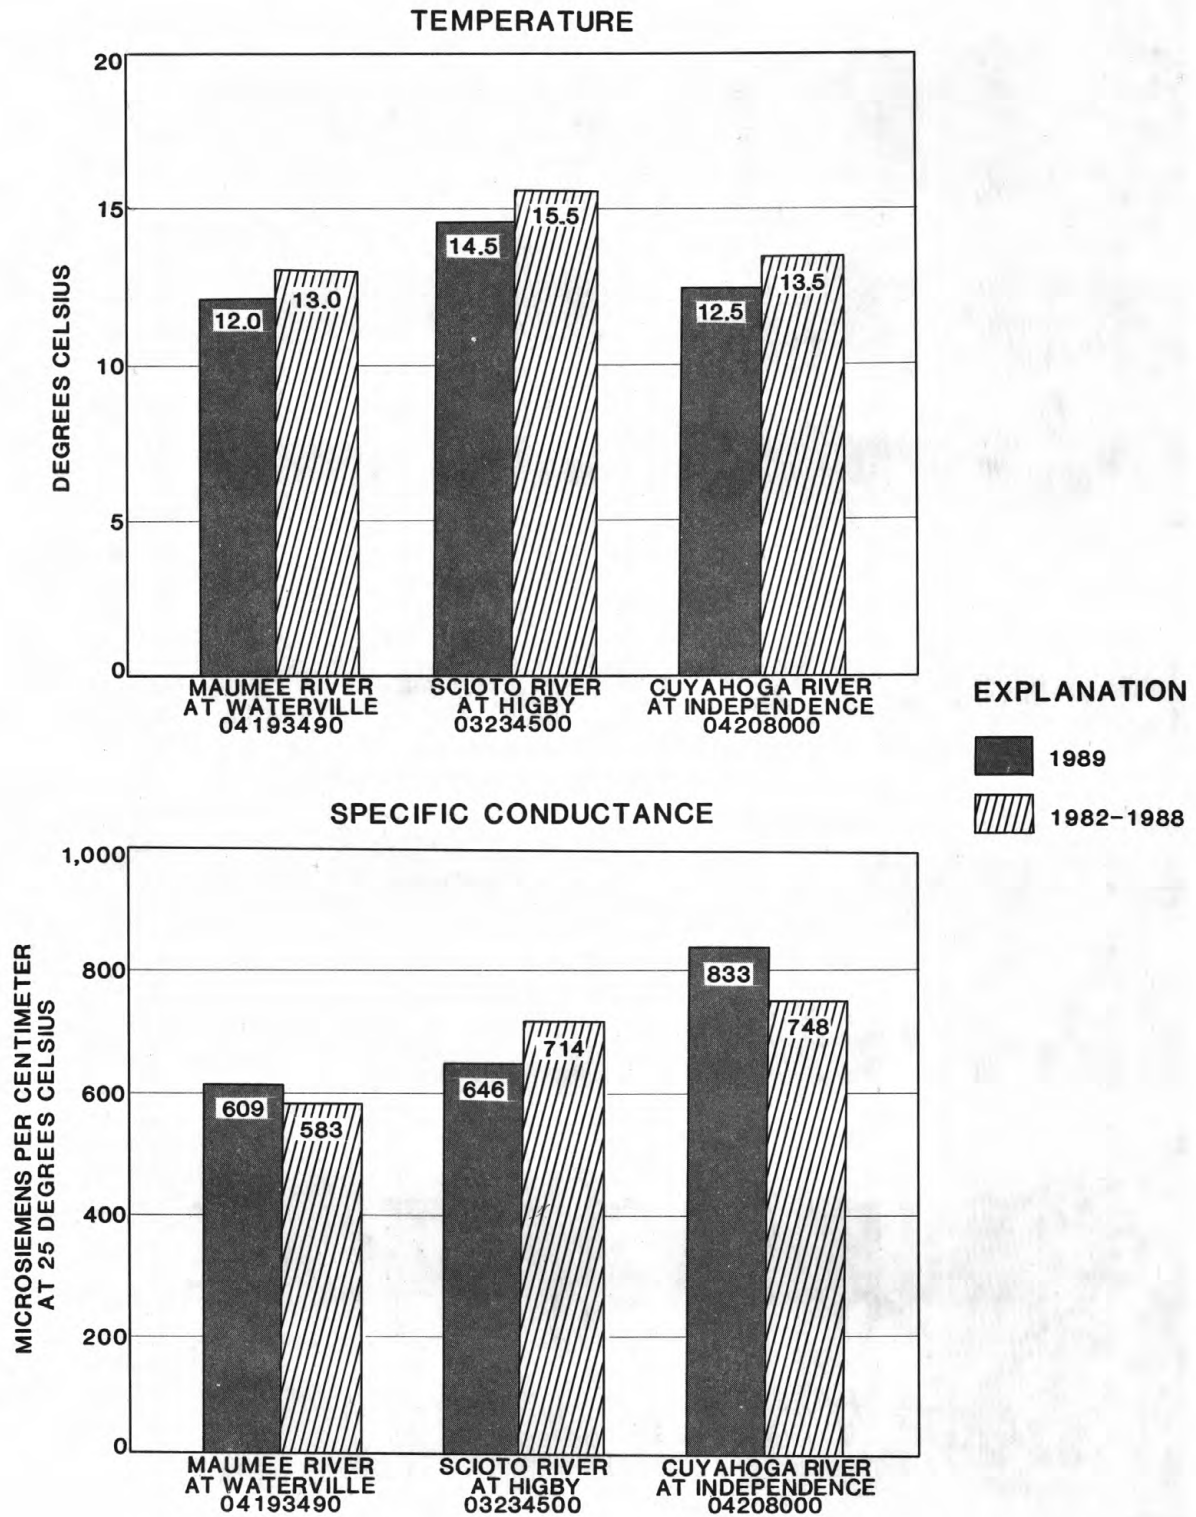 TEMPERATURE
20
15
10
5
0
DEGREES CELSIUS
12.0
13.0
14.5
15.5
12.5
13.5
MAUMEE RIVER
AT WATERVILLE
04193490
SCIOTO RIVER
AT HIGBY
03234500
CUYAHOGA RIVER
AT INDEPENDENCE
04208000
EXPLANATION
1989
1982-1988
SPECIFIC CONDUCTANCE
1,000
800
600
400
200
0
MICROSIEMENS PER CENTIMETER
AT 25 DEGREES CELSIUS
609
583
646
714
833
748
MAUMEE RIVER
AT WATERVILLE
04193490
SCIOTO RIVER
AT HIGBY
03234500
CUYAHOGA RIVER
AT INDEPENDENCE
04208000